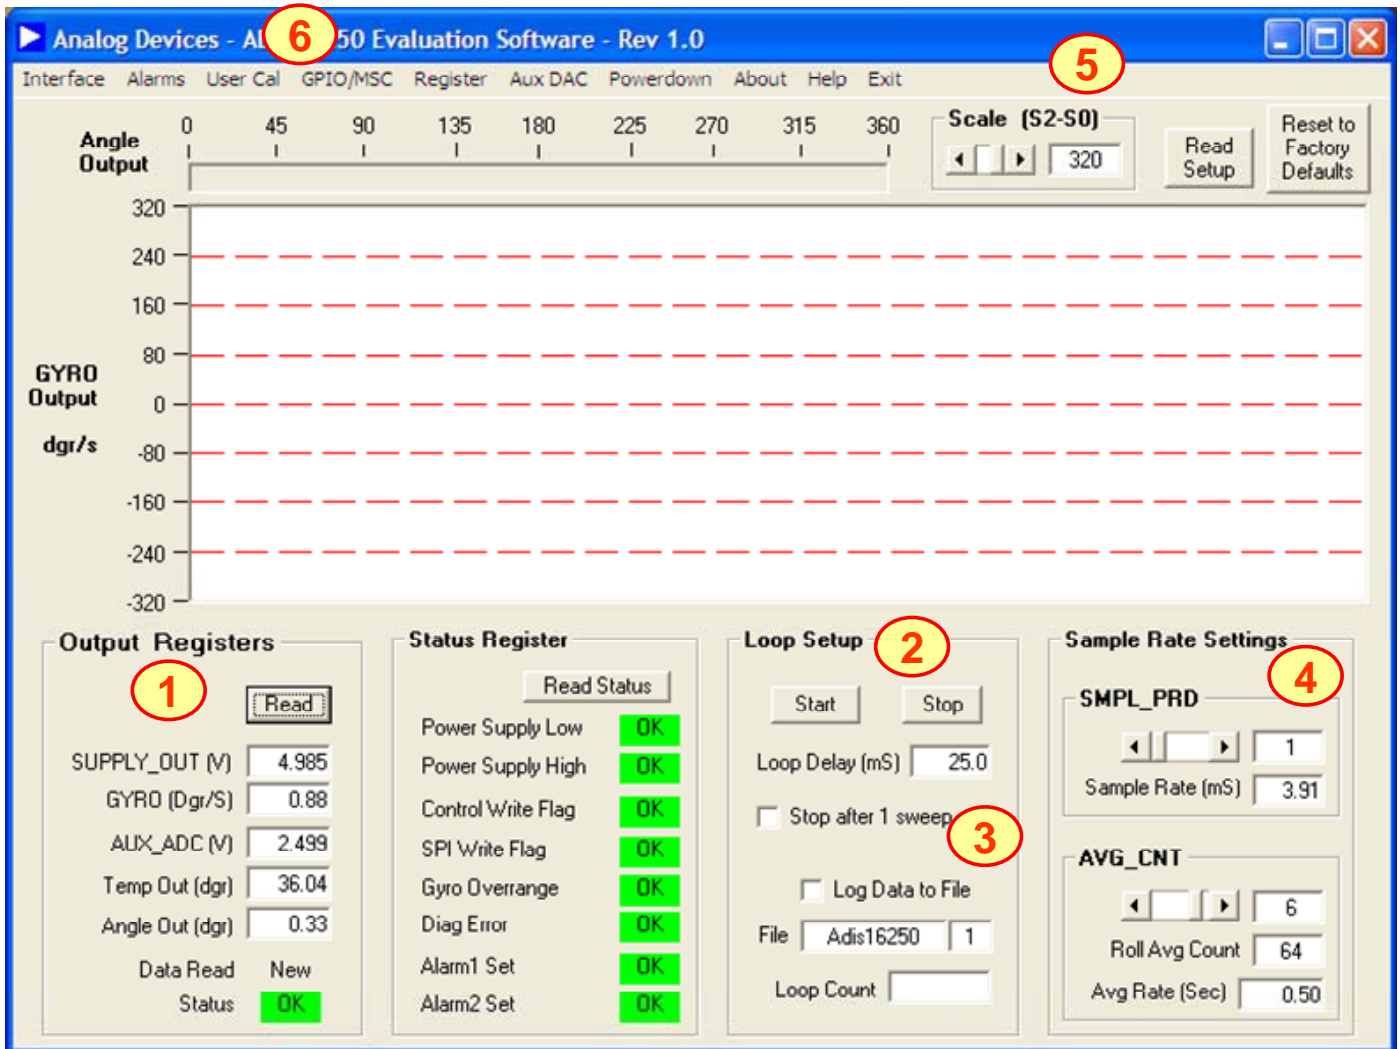 Analog Devices - AD 50 Evaluation Software - Rev 1.0
6
Interface Alarms User Cal GPIO/MSC Register Aux DAC Powerdown About Help Exit
5
Angle Output
0 45 90 135 180 225 270 315 360
Scale (S2-S0)
320
Read Setup
Reset to Factory Defaults
320
240
160
80
0
-80
-160
-240
-320
GYRO Output
dgr/s
Output Registers
1
Read
SUPPLY_OUT (V) 4.985
GYRO (Dgr/S) 0.88
AUX_ADC (V) 2.499
Temp Out (dgr) 36.04
Angle Out (dgr) 0.33
Data Read New
Status OK
Status Register
Read Status
Power Supply Low OK
Power Supply High OK
Control Write Flag OK
SPI Write Flag OK
Gyro Overrange OK
Diag Error OK
Alarm1 Set OK
Alarm2 Set OK
Loop Setup
2
Start Stop
Loop Delay (mS) 25.0
Stop after 1 sweep
3
Log Data to File
File Adis16250 1
Loop Count
Sample Rate Settings
4
SMPL_PRD
1
Sample Rate (mS) 3.91
AVG_CNT
6
Roll Avg Count 64
Avg Rate (Sec) 0.50